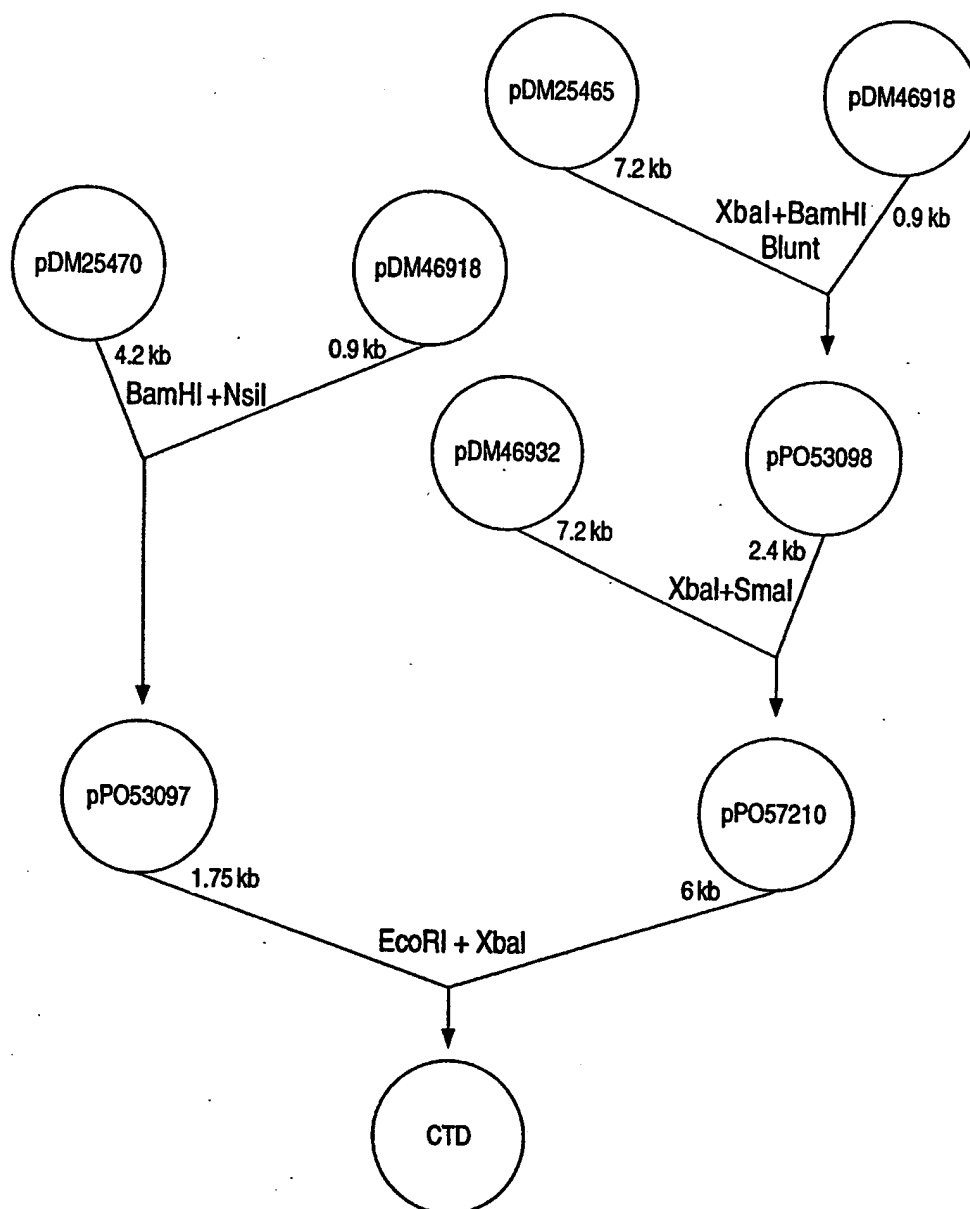 pDM25465
pDM46918
7.2 kb
XbaI+BamHI
Blunt
0.9 kb
pDM25470
pDM46918
4.2 kb
0.9 kb
BamHI +NsiI
pDM46932
pPO53098
7.2 kb
2.4 kb
XbaI+SmaI
pPO53097
pPO57210
1.75 kb
6 kb
EcoRI + XbaI
CTD